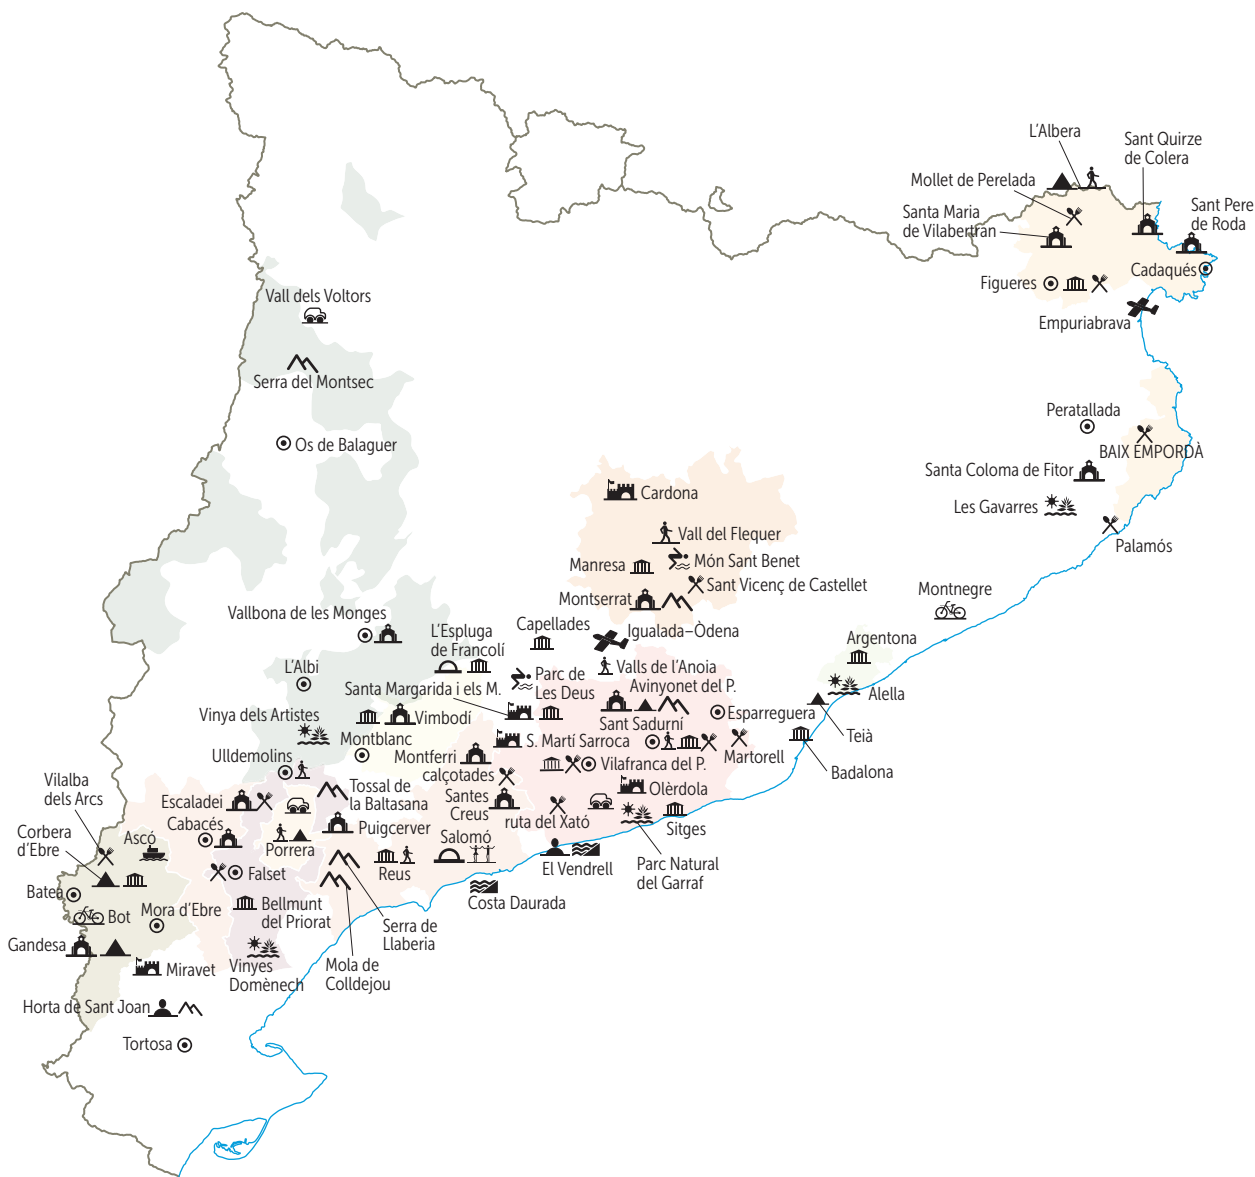 L'Albera
Sant Quirze
de Colera
Mollet de Perelada
Sant Pere
de Roda
Santa Maria
de Vilabertrán
Cadaqués
Figueres
Vall dels Voltors
Empuriabrava
Serra del Montsec
Peratallada
Os de Balaguer
BAIX EMPORDÀ
Santa Coloma de Fitor
Cardona
Les Gavarres
Vall del Flequer
Palamós
Món Sant Benet
Manresa
Sant Vicenç de Castellet
Montserrat
Montnegre
Vallbona de les Monges
Capellades
Igualada–Òdena
L'Espluga
de Francolí
Argentona
L'Albi
Parc de
Les Deus
Valls de l'Anoia
Santa Margarida i els M.
Avinyonet del P.
Alella
Vinya dels Artistes
Vimbodí
Esparreguera
Sant Sadurní
Teià
Montblanc
S. Martí Sarroca
Ulldemolins
Montferri
calçotades
Vilafranca del P.
Martorell
Badalona
Vilalba
dels Arcs
Tossal de
la Baltasana
Olèrdola
Escaladei
Santes
Creus
Cabacés
Puigcerver
ruta del Xató
Sitges
Corbera
d'Ebre
Ascó
Porrera
Salomó
Falset
Reus
El Vendrell
Parc Natural
del Garraf
Batea
Bellmunt
del Priorat
Costa Daurada
Mora d'Ebre
Bot
Serra de
Llaberia
Gandesa
Miravet
Vinyes
Domènech
Mola de
Colldejou
Horta de Sant Joan
Tortosa